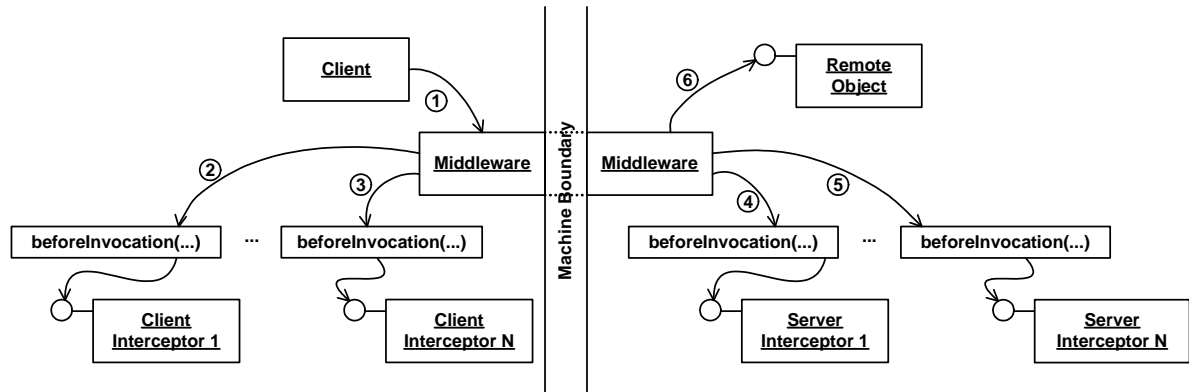 Client
1
6
Remote
Object
Middleware
Machine Boundary
Middleware
2
3
4
5
beforeInvocation(...)
...
beforeInvocation(...)
beforeInvocation(...)
...
beforeInvocation(...)
Client
Interceptor 1
Client
Interceptor N
Server
Interceptor 1
Server
Interceptor N